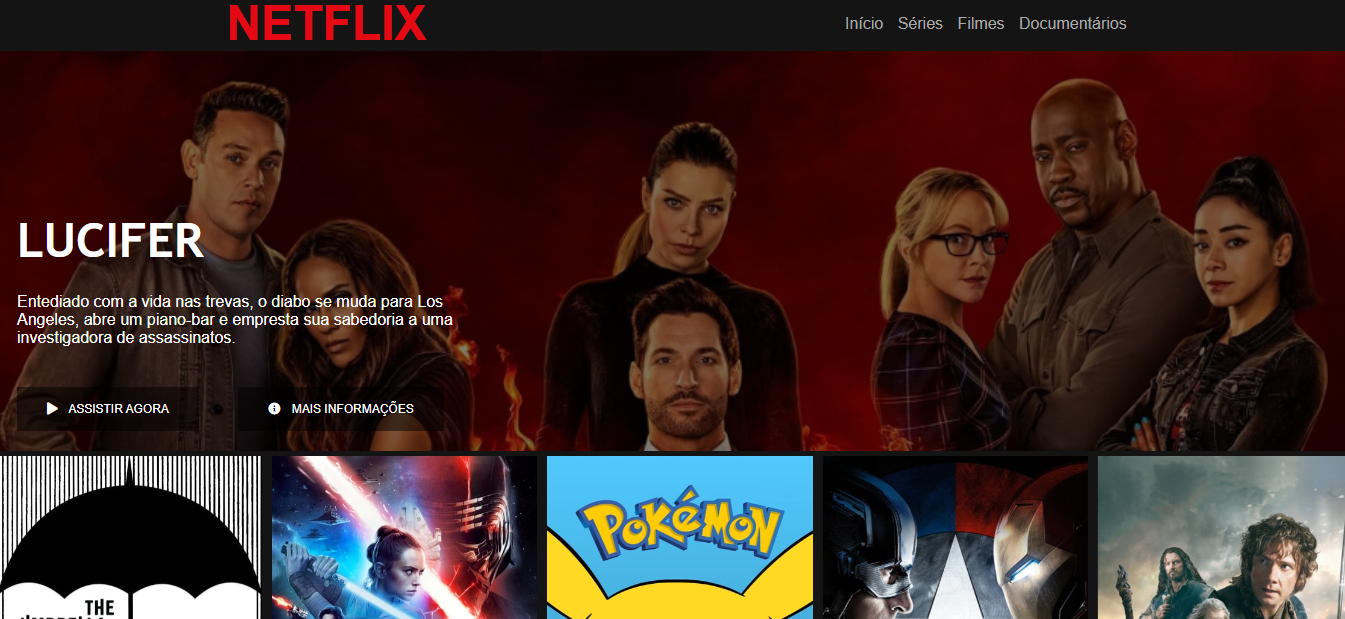 NETFLIX
Início Séries Filmes Documentários
LUCIFER
Entediado com a vida nas trevas, o diabo se muda para Los
Angeles, abre um piano-bar e empresta sua sabedoria a uma
investigadora de assassinatos.
ASSISTIR AGORA
MAIS INFORMAÇÕES
THE
POKéMON